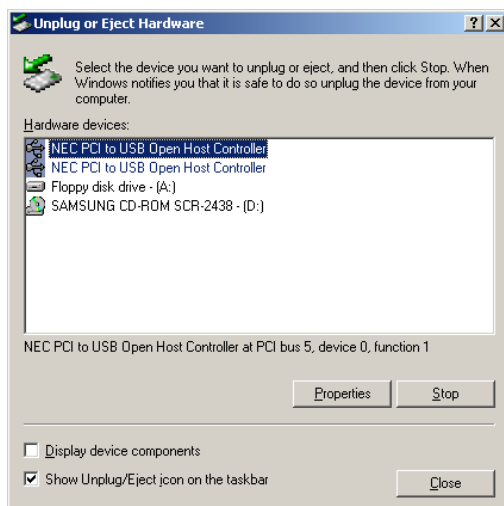 Unplug or Eject Hardware
Select the device you want to unplug or eject, and then click Stop. When
Windows notifies you that it is safe to do so unplug the device from your
computer.
Hardware devices:
NEC PCI to USB Open Host Controller
NEC PCI to USB Open Host Controller
Floppy disk drive - (A:)
SAMSUNG CD-ROM SCR-2438 - (D:)
NEC PCI to USB Open Host Controller at PCI bus 5, device 0, function 1
Properties
Stop
Display device components
Show Unplug/Eject icon on the taskbar
Close